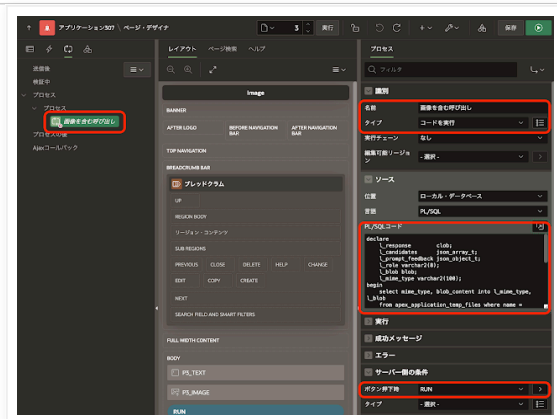 アプリケーション307 \ ページ・デザイナ
3
実行
保存
レイアウト ページ検索 ヘルプ
プロセス
送信後
検証中
プロセス
プロセス
画像を含む呼び出し
プロセスの後
Ajaxコールバック
Image
BANNER
AFTER LOGO
BEFORE NAVIGATION BAR
AFTER NAVIGATION BAR
TOP NAVIGATION
BREADCRUMB BAR
ブレッドクラム
UP
REGION BODY
リージョン・コンテンツ
SUB REGIONS
PREVIOUS CLOSE DELETE HELP CHANGE
EDIT COPY CREATE
NEXT
SEARCH FIELD AND SMART FILTERS
FULL WIDTH CONTENT
BODY
P3_TEXT
P3_IMAGE
RUN
フィルタ
識別
名前 画像を含む呼び出し
タイプ コードを実行
実行チェーン なし
編集可能リージョン - 選択 -
ソース
位置 ローカル・データベース
言語 PL/SQL
PL/SQLコード
declare
l_response clob;
l_candidates json_array_t;
l_prompt_feedback json_object_t;
l_role varchar2(8);
l_blob blob;
l_mime_type varchar2(100);
begin
select mime_type, blob_content into l_mime_type,
l_blob
from apex_application_temp_files where name =
実行
成功メッセージ
エラー
サーバー側の条件
ボタン押下時 RUN
タイプ - 選択 -